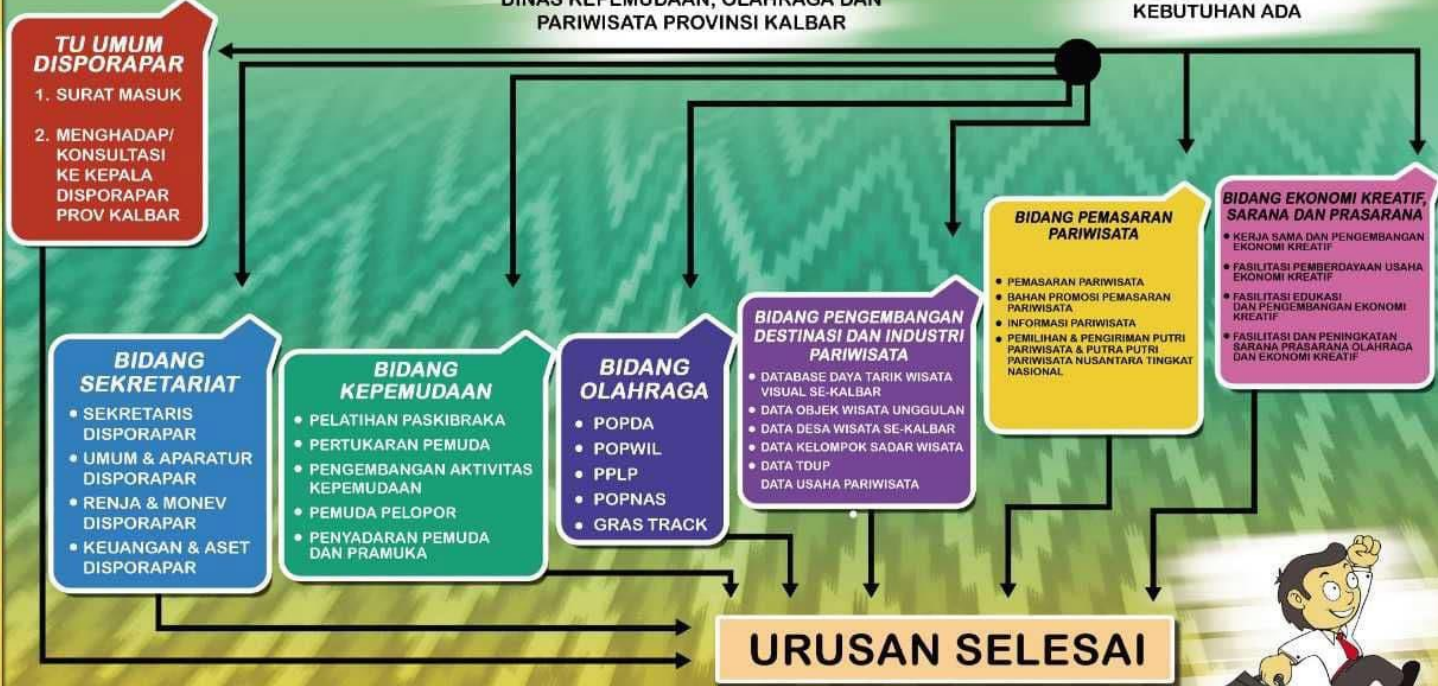 DINAS KEPEMUDAAN, OLAHRAGA DAN
PARIWISATA PROVINSI KALBAR
KEBUTUHAN ADA
TU UMUM
DISPORAPAR
1. SURAT MASUK
2. MENGHADAP/
KONSULTASI
KE KEPALA
DISPORAPAR
PROV KALBAR
BIDANG
SEKRETARIAT
• SEKRETARIS
DISPORAPAR
• UMUM & APARATUR
DISPORAPAR
• RENJA & MONEV
DISPORAPAR
• KEUANGAN & ASET
DISPORAPAR
BIDANG
KEPEMUDAAN
• PELATIHAN PASKIBRAKA
• PERTUKARAN PEMUDA
• PENGEMBANGAN AKTIVITAS
KEPEMUDAAN
• PEMUDA PELOPOR
• PENYADARAN PEMUDA
DAN PRAMUKA
BIDANG
OLAHRAGA
• POPDA
• POPWIL
• PPLP
• POPNAS
• GRAS TRACK
BIDANG PENGEMBANGAN
DESTINASI DAN INDUSTRI
PARIWISATA
• DATABASE DAYA TARIK WISATA
VISUAL SE-KALBAR
• DATA OBJEK WISATA UNGGULAN
• DATA DESA WISATA SE-KALBAR
• DATA KELOMPOK SADAR WISATA
• DATA TDUP
DATA USAHA PARIWISATA
BIDANG PEMASARAN
PARIWISATA
• PEMASARAN PARIWISATA
• BAHAN PROMOSI PEMASARAN
PARIWISATA
• INFORMASI PARIWISATA
• PEMILIHAN & PENGIRIMAN PUTRI
PARIWISATA & PUTRA PUTRI
PARIWISATA NUSANTARA TINGKAT
NASIONAL
BIDANG EKONOMI KREATIF,
SARANA DAN PRASARANA
• KERJA SAMA DAN PENGEMBANGAN
EKONOMI KREATIF
• FASILITASI PEMBERDAYAAN USAHA
EKONOMI KREATIF
• FASILITASI EDUKASI
DAN PENGEMBANGAN EKONOMI
KREATIF
• FASILITASI DAN PENINGKATAN
SARANA PRASARANA OLAHRAGA
DAN EKONOMI KREATIF
URUSAN SELESAI